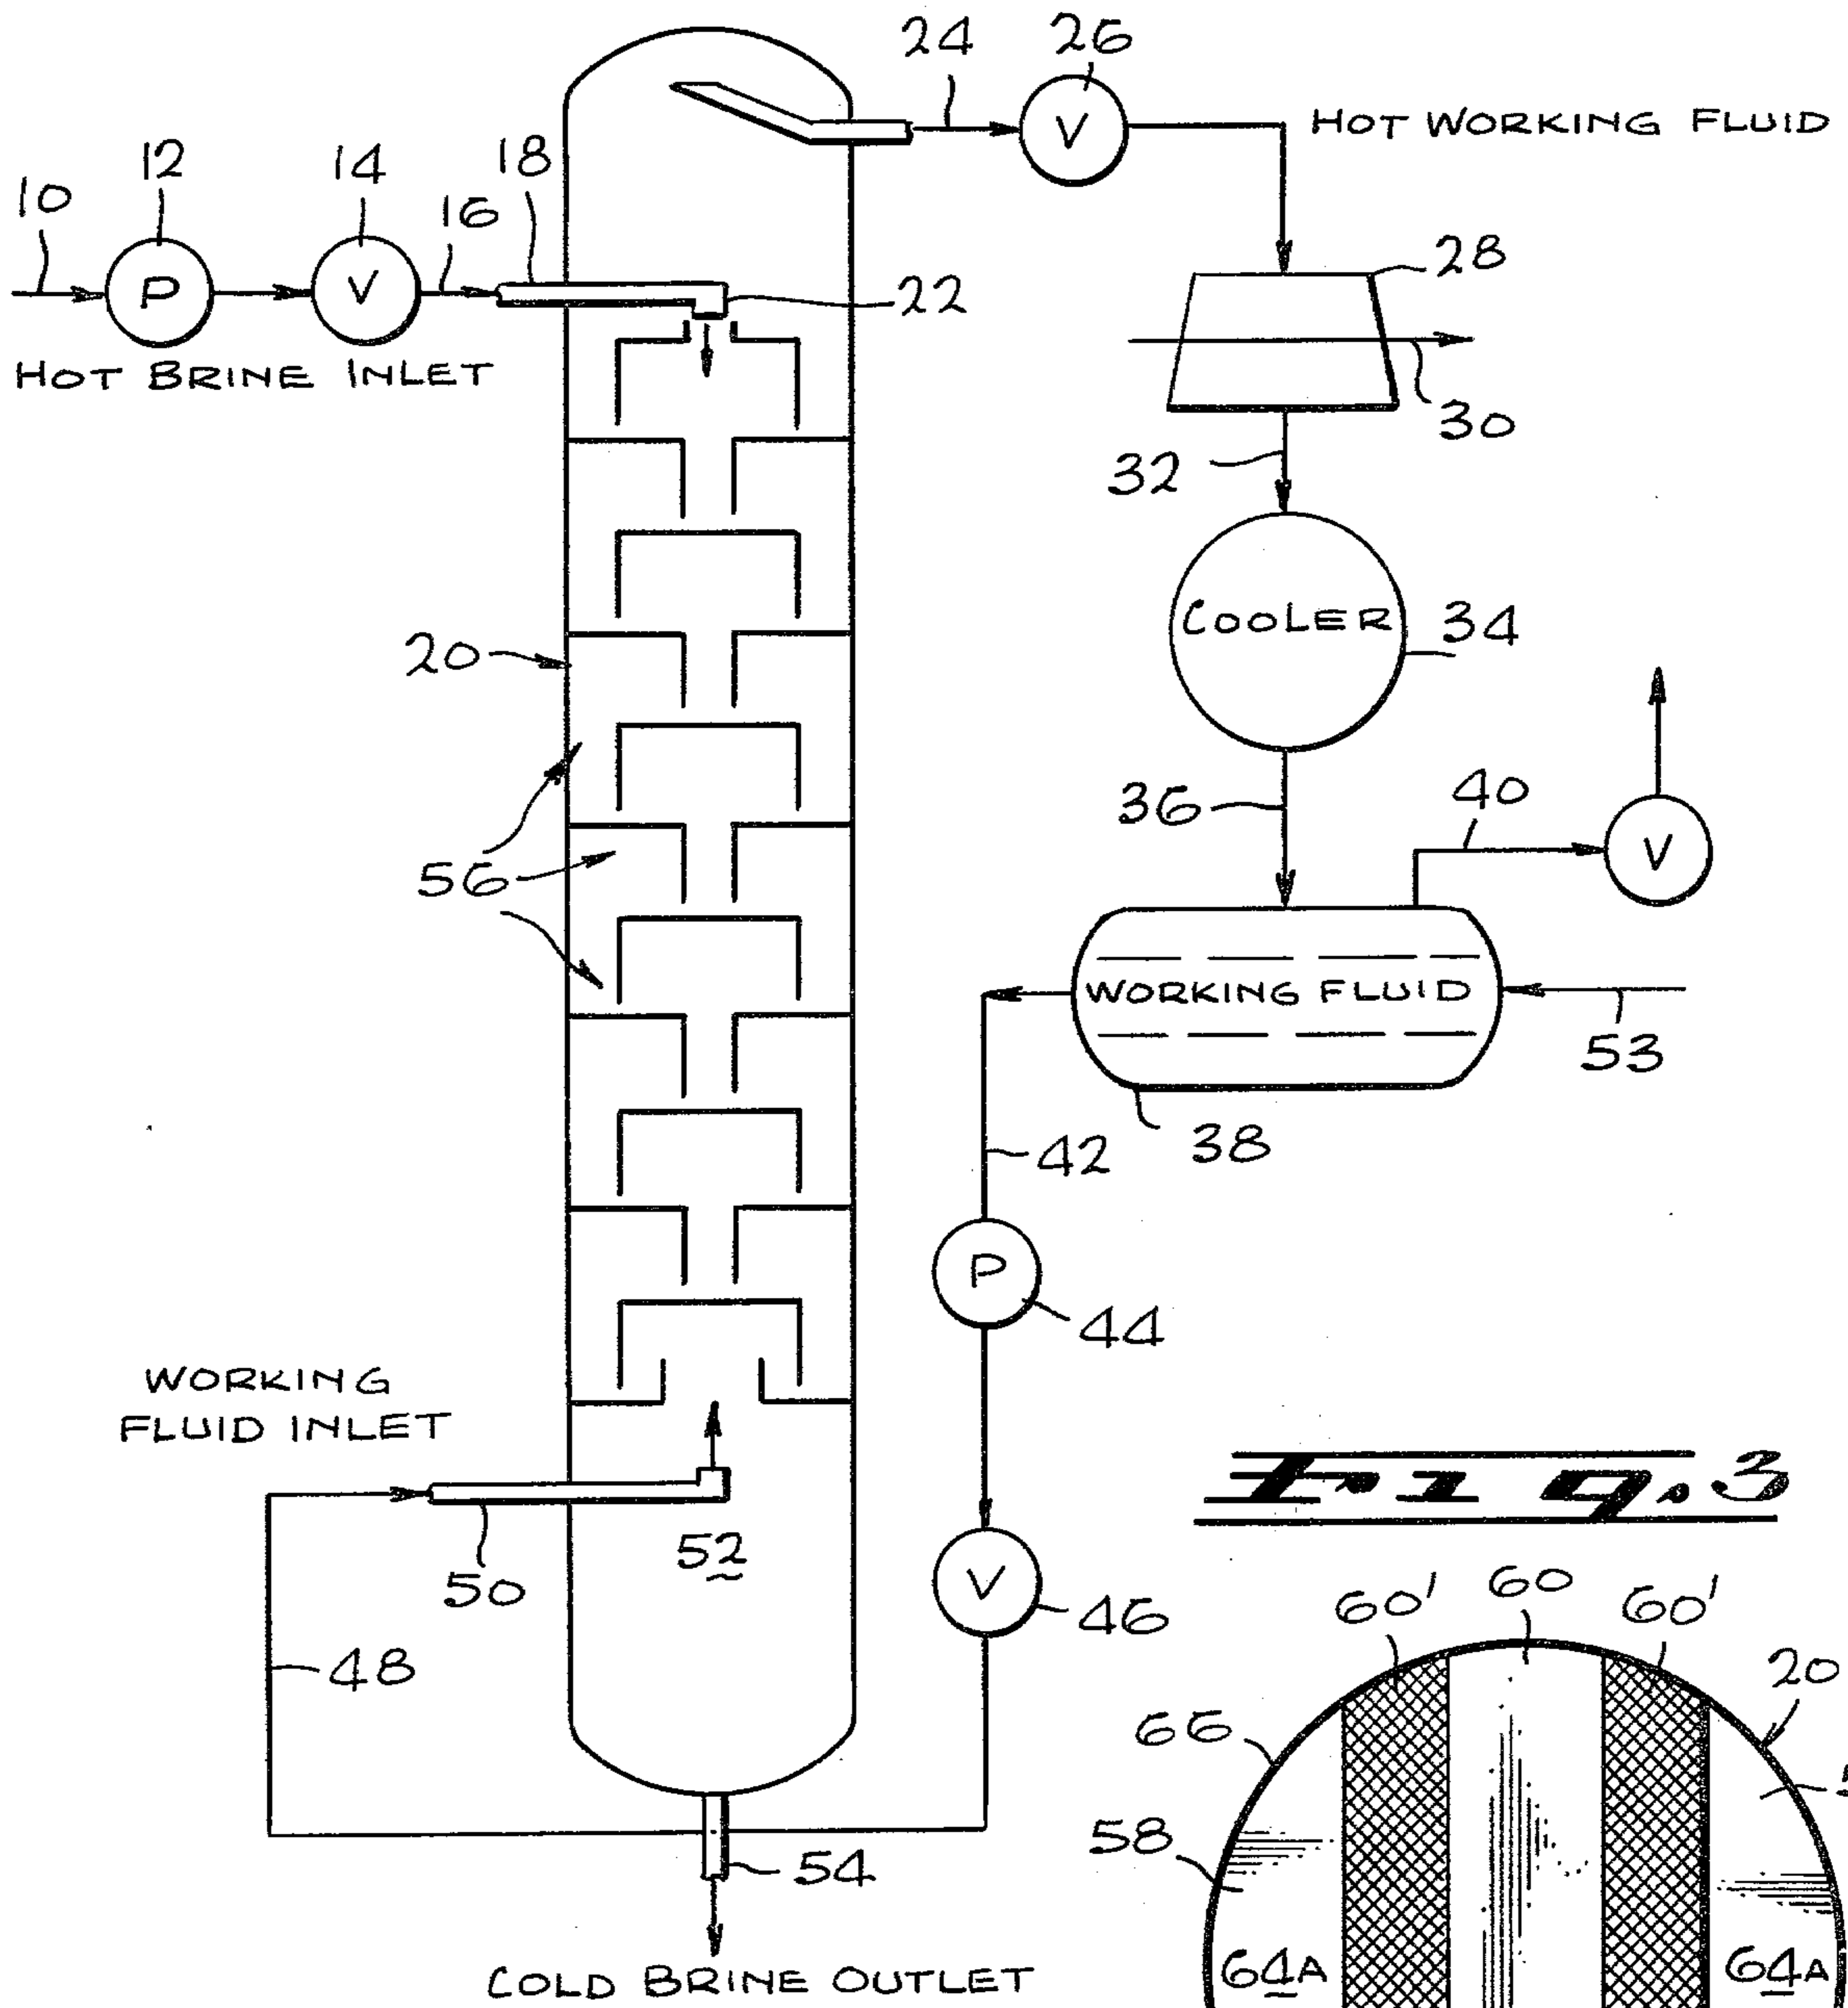 24
26
V
HOT WORKING FLUID
10
12
P
14
V
16
18
22
HOT BRINE INLET
28
30
32
COOLER
34
20
36
40
V
56
WORKING FLUID
53
38
42
P
44
WORKING
FLUID INLET
50
52
V
46
48
54
COLD BRINE OUTLET
Fig. 3
60'
60
60'
20
66
58
64A
64A